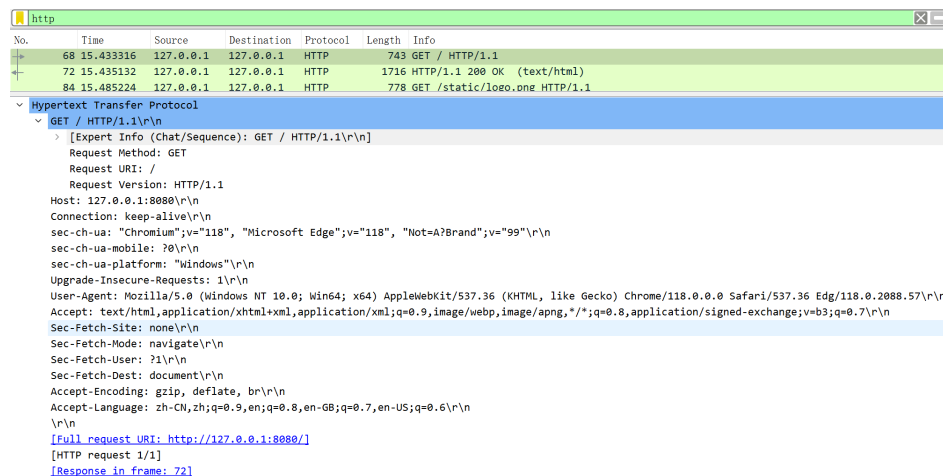 http
No. Time Source Destination Protocol Length Info
68 15.433316 127.0.0.1 127.0.0.1 HTTP 743 GET / HTTP/1.1
72 15.435132 127.0.0.1 127.0.0.1 HTTP 1716 HTTP/1.1 200 OK (text/html)
84 15.485224 127.0.0.1 127.0.0.1 HTTP 778 GET /static/logo.png HTTP/1.1
Hypertext Transfer Protocol
GET / HTTP/1.1\r\n
[Expert Info (Chat/Sequence): GET / HTTP/1.1\r\n]
Request Method: GET
Request URI: /
Request Version: HTTP/1.1
Host: 127.0.0.1:8080\r\n
Connection: keep-alive\r\n
sec-ch-ua: "Chromium";v="118", "Microsoft Edge";v="118", "Not=A?Brand";v="99"\r\n
sec-ch-ua-mobile: ?0\r\n
sec-ch-ua-platform: "Windows"\r\n
Upgrade-Insecure-Requests: 1\r\n
User-Agent: Mozilla/5.0 (Windows NT 10.0; Win64; x64) AppleWebKit/537.36 (KHTML, like Gecko) Chrome/118.0.0.0 Safari/537.36 Edg/118.0.2088.57\r\n
Accept: text/html,application/xhtml+xml,application/xml;q=0.9,image/webp,image/apng,*/*;q=0.8,application/signed-exchange;v=b3;q=0.7\r\n
Sec-Fetch-Site: none\r\n
Sec-Fetch-Mode: navigate\r\n
Sec-Fetch-User: ?1\r\n
Sec-Fetch-Dest: document\r\n
Accept-Encoding: gzip, deflate, br\r\n
Accept-Language: zh-CN,zh;q=0.9,en;q=0.8,en-GB;q=0.7,en-US;q=0.6\r\n
\r\n
[Full request URI: http://127.0.0.1:8080/]
[HTTP request 1/1]
[Response in frame: 72]